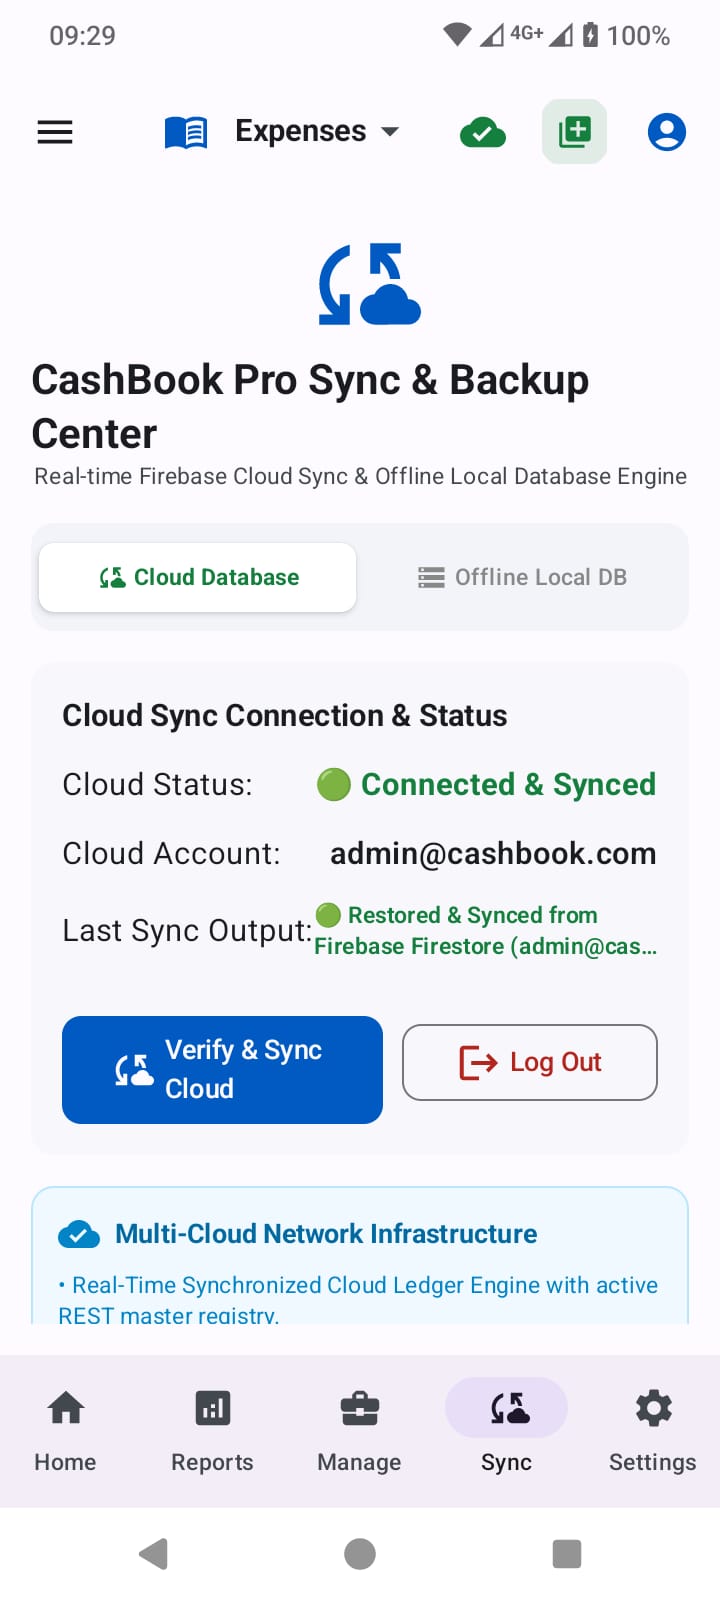 09:29
4G+ 100%
Expenses
CashBook Pro Sync & Backup
Center
Real-time Firebase Cloud Sync & Offline Local Database Engine
Cloud Database
Offline Local DB
Cloud Sync Connection & Status
Cloud Status: Connected & Synced
Cloud Account: admin@cashbook.com
Last Sync Output: Restored & Synced from
Firebase Firestore (admin@cas...
Verify & Sync
Cloud
Log Out
Multi-Cloud Network Infrastructure
• Real-Time Synchronized Cloud Ledger Engine with active
REST master registry.
Home
Reports
Manage
Sync
Settings